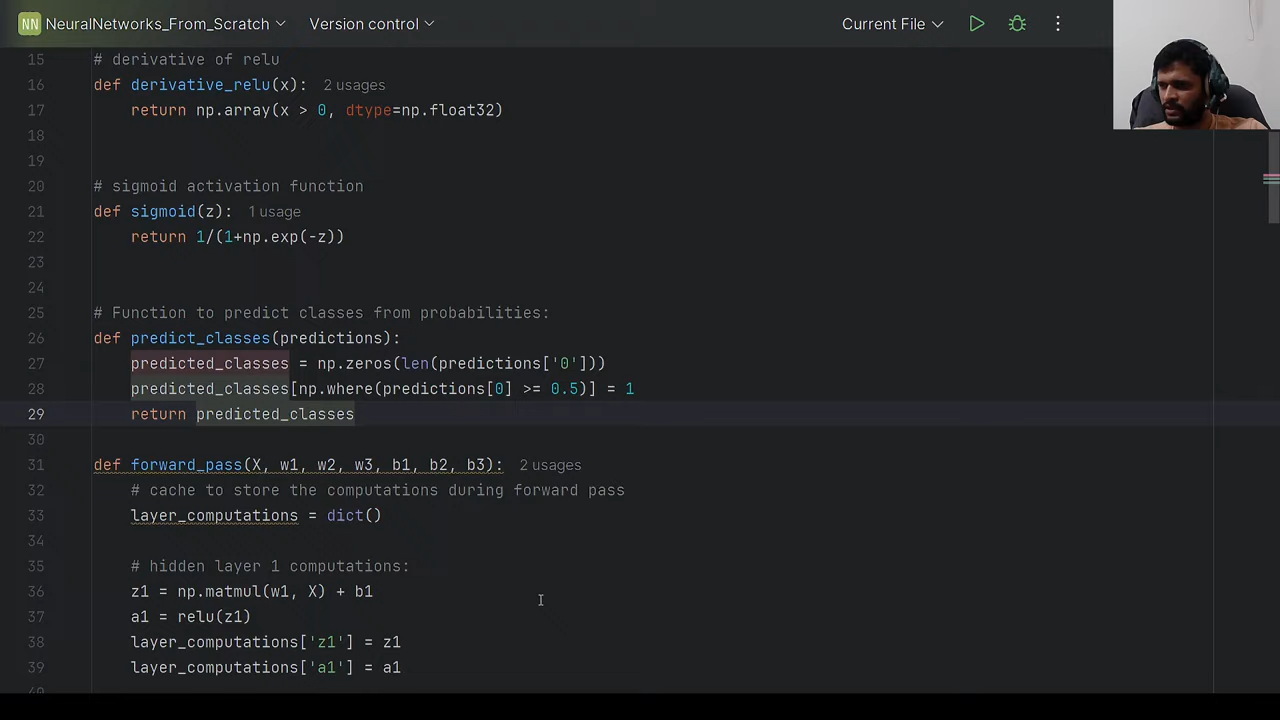 NN NeuralNetworks_From_Scratch Version control Current File
15 # derivative of relu
16 def derivative_relu(x): 2 usages
17 return np.array(x > 0, dtype=np.float32)
18
19
20 # sigmoid activation function
21 def sigmoid(z): 1 usage
22 return 1/(1+np.exp(-z))
23
24
25 # Function to predict classes from probabilities:
26 def predict_classes(predictions):
27 predicted_classes = np.zeros(len(predictions['0']))
28 predicted_classes[np.where(predictions[0] >= 0.5)] = 1
29 return predicted_classes
30
31 def forward_pass(X, w1, w2, w3, b1, b2, b3): 2 usages
32 # cache to store the computations during forward pass
33 layer_computations = dict()
34
35 # hidden layer 1 computations:
36 z1 = np.matmul(w1, X) + b1
37 a1 = relu(z1)
38 layer_computations['z1'] = z1
39 layer_computations['a1'] = a1